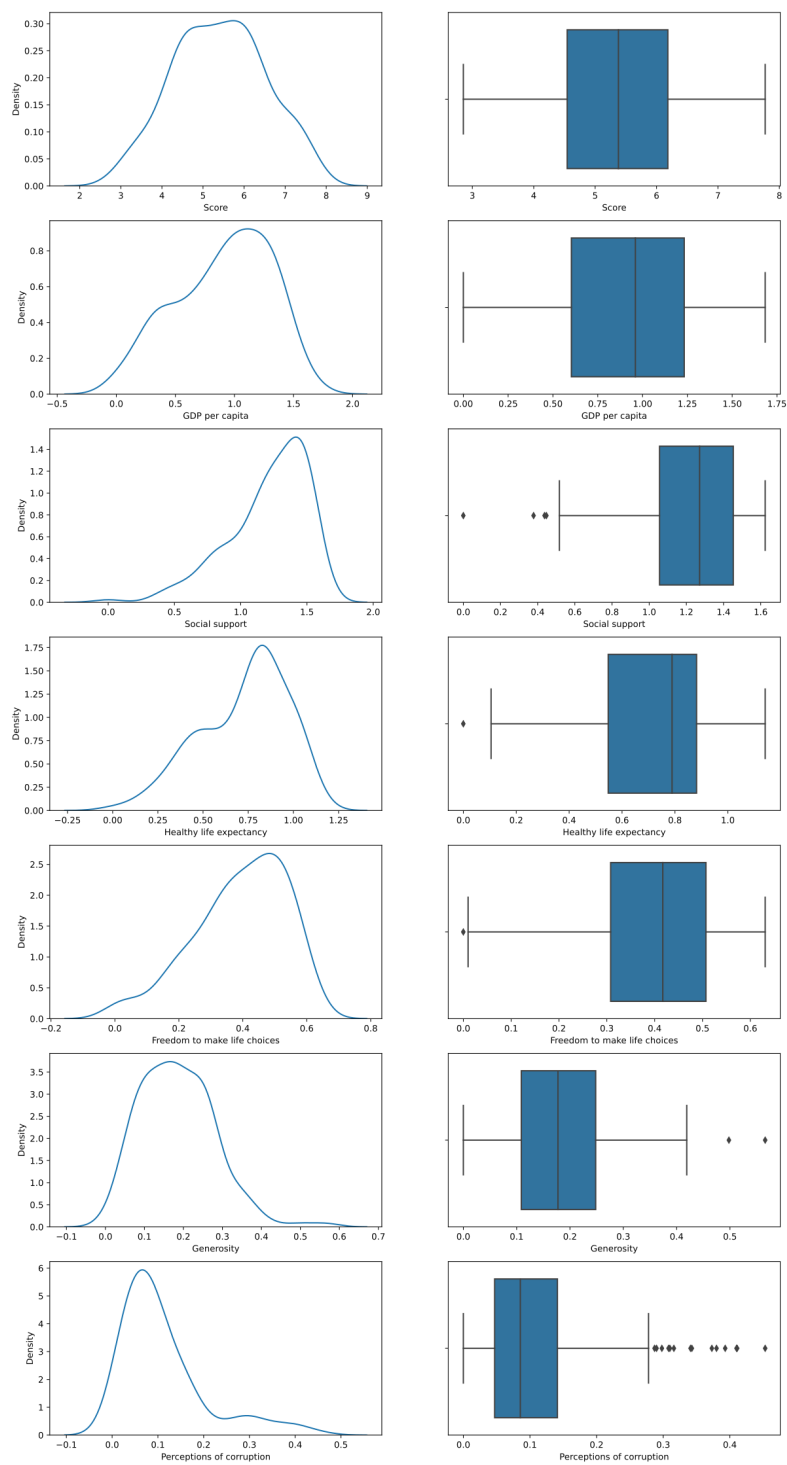 0.30
0.25
0.20
0.15
0.10
0.05
0.00
Density
2 3 4 5 6 7 8 9
Score
3 4 5 6 7 8
Score
0.8
0.6
0.4
0.2
0.0
Density
−0.5 0.0 0.5 1.0 1.5 2.0
GDP per capita
0.00 0.25 0.50 0.75 1.00 1.25 1.50 1.75
GDP per capita
1.4
1.2
1.0
0.8
0.6
0.4
0.2
0.0
Density
0.0 0.5 1.0 1.5 2.0
Social support
0.0 0.2 0.4 0.6 0.8 1.0 1.2 1.4 1.6
Social support
1.75
1.50
1.25
1.00
0.75
0.50
0.25
0.00
Density
−0.25 0.00 0.25 0.50 0.75 1.00 1.25
Healthy life expectancy
0.0 0.2 0.4 0.6 0.8 1.0
Healthy life expectancy
2.5
2.0
1.5
1.0
0.5
0.0
Density
−0.2 0.0 0.2 0.4 0.6 0.8
Freedom to make life choices
0.0 0.1 0.2 0.3 0.4 0.5 0.6
Freedom to make life choices
3.5
3.0
2.5
2.0
1.5
1.0
0.5
0.0
Density
−0.1 0.0 0.1 0.2 0.3 0.4 0.5 0.6 0.7
Generosity
0.0 0.1 0.2 0.3 0.4 0.5
Generosity
6
5
4
3
2
1
0
Density
−0.1 0.0 0.1 0.2 0.3 0.4 0.5
Perceptions of corruption
0.0 0.1 0.2 0.3 0.4
Perceptions of corruption